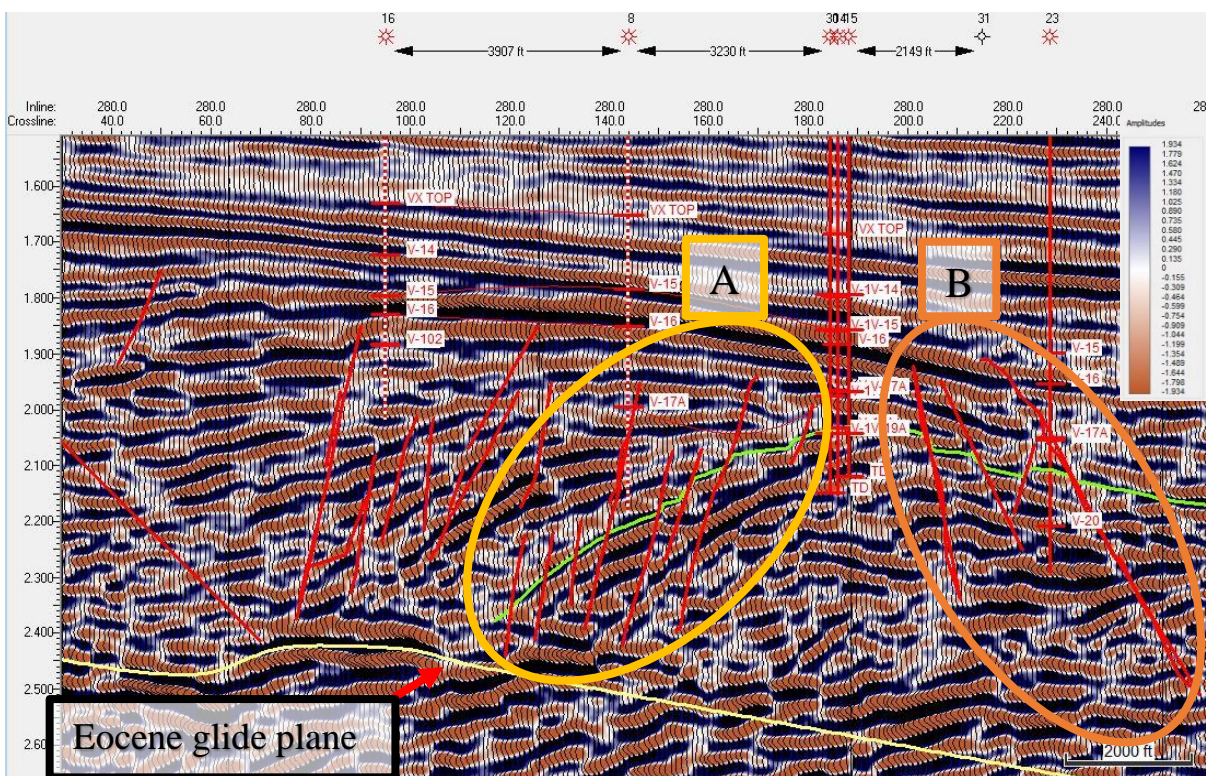 16 8 30 14 15 31 23
3907 ft 3230 ft 2149 ft
Inline: 280.0 280.0 280.0 280.0 280.0 280.0 280.0 280.0 280.0 280.0 280.0
Crossline: 40.0 60.0 80.0 100.0 120.0 140.0 160.0 180.0 200.0 220.0 240.0
Amplitudes
1.934
1.779
1.624
1.470
1.334
1.180
1.025
0.890
0.735
0.580
0.445
0.290
0.135
0
-0.155
-0.309
-0.464
-0.599
-0.754
-0.909
-1.044
-1.199
-1.354
-1.489
-1.644
-1.798
-1.934
1.600
1.700
1.800
1.900
2.000
2.100
2.200
2.300
2.400
2.500
2.60
VX TOP
V-14
V-15
V-16
V-102
VX TOP
V-15
V-16
V-17A
A
VX TOP
V-1V-14
V-1V-15
V-16
TD
B
V-15
V-16
V-17A
V-20
Eocene glide plane
2000 ft